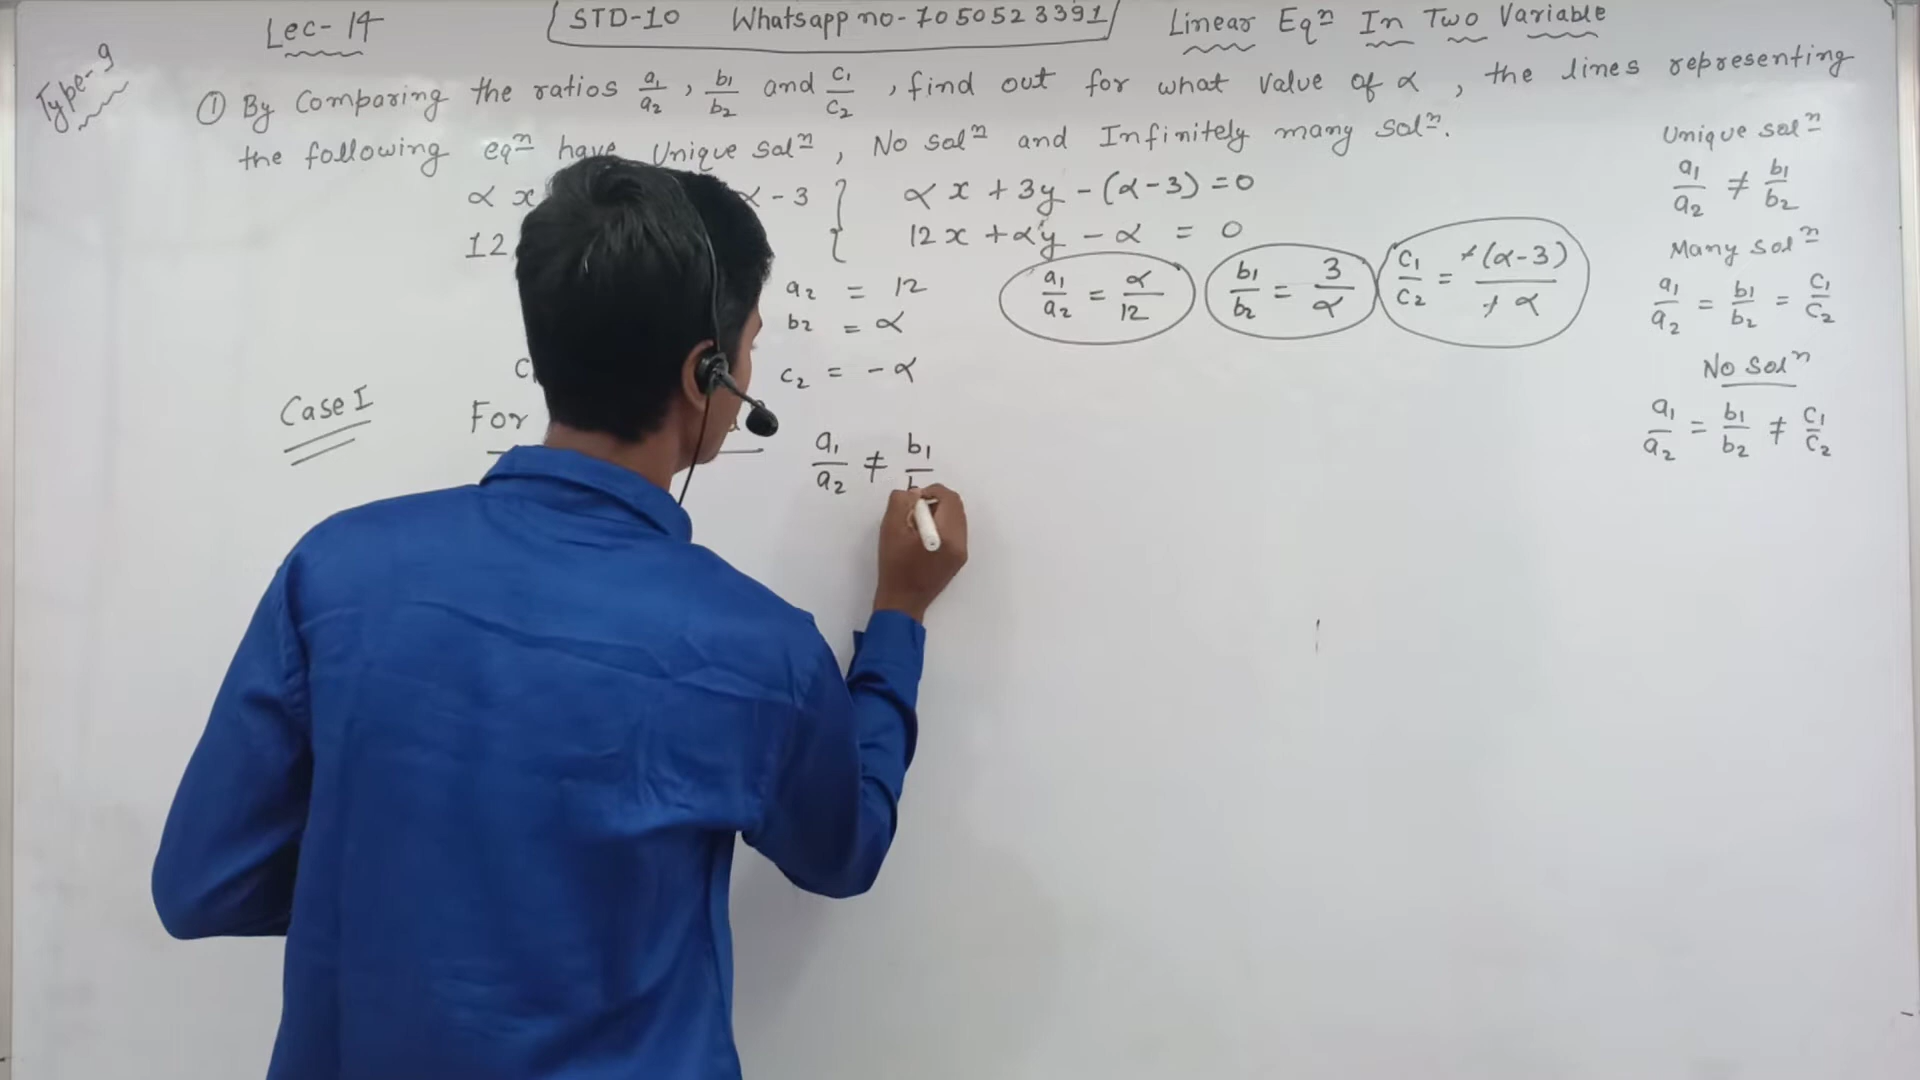 Lec-14 STD-10 Whatsapp no-7050523391 Linear Eqⁿ In Two Variable
Type-9
① By Comparing the ratios a₁/a₂ , b₁/b₂ and c₁/c₂ , find out for what value of α , the lines representing
the following eqⁿ have Unique solⁿ , No solⁿ and Infinitely many solⁿ.
α x α - 3 } α x + 3y - (α-3) = 0
12 12x + αy - α = 0
a₂ = 12
b₂ = α
c₂ = -α
a₁/a₂ = α/12 b₁/b₂ = 3/α c₁/c₂ = -(α-3)/-α
Case I For
a₁/a₂ ≠ b₁/b
Unique solⁿ
a₁/a₂ ≠ b₁/b₂
Many solⁿ
a₁/a₂ = b₁/b₂ = c₁/c₂
No Solⁿ
a₁/a₂ = b₁/b₂ ≠ c₁/c₂